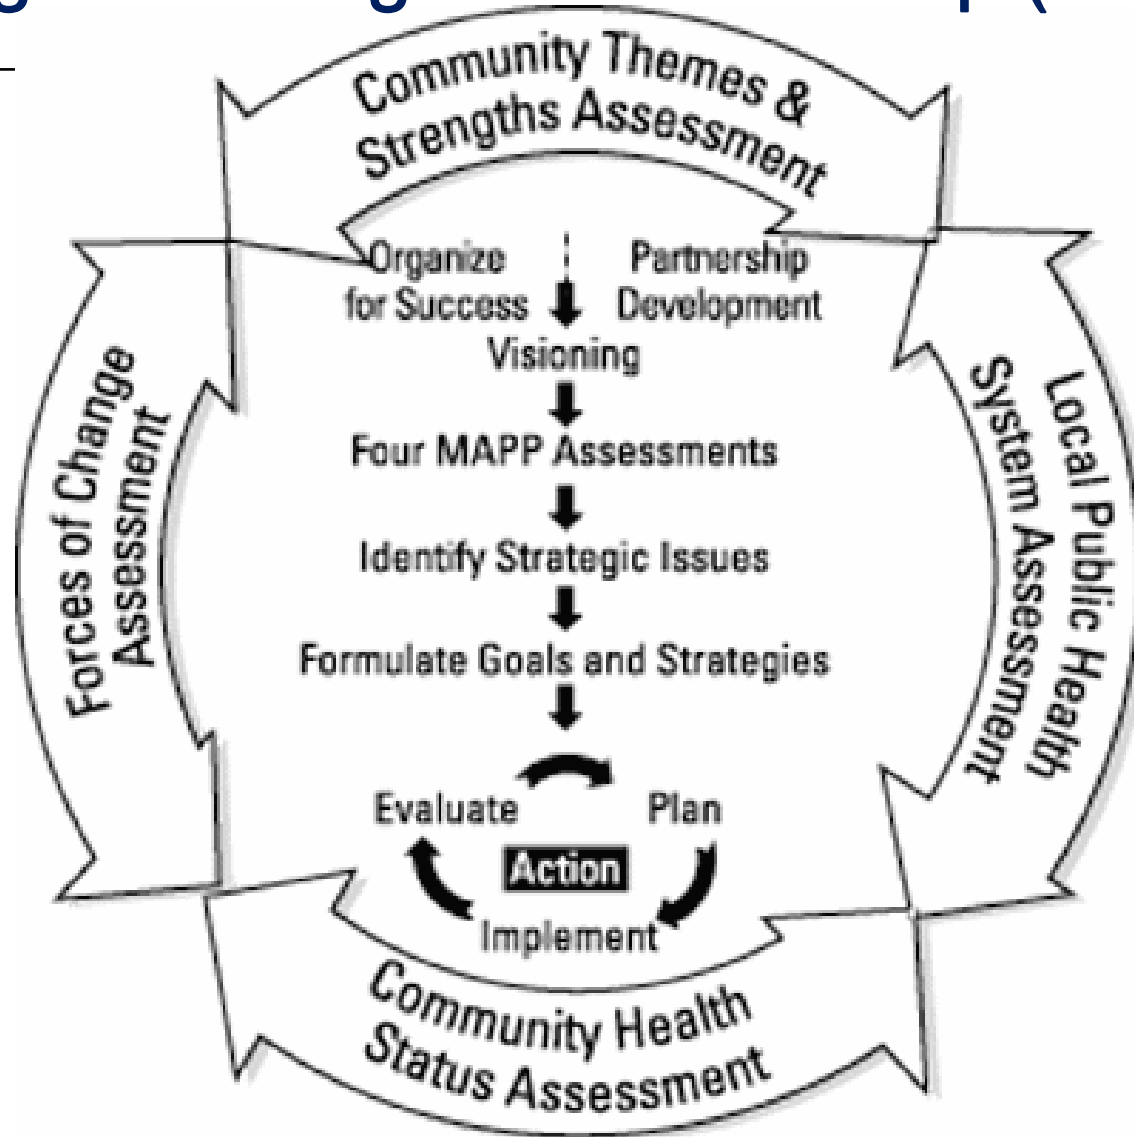 Community Themes &
Strengths Assessment
Organize
for Success
Partnership
Development
Visioning
Four MAPP Assessments
Identify Strategic Issues
Formulate Goals and Strategies
Evaluate
Plan
Action
Implement
Forces of Change
Assessment
Local Public Health
System Assessment
Community Health
Status Assessment